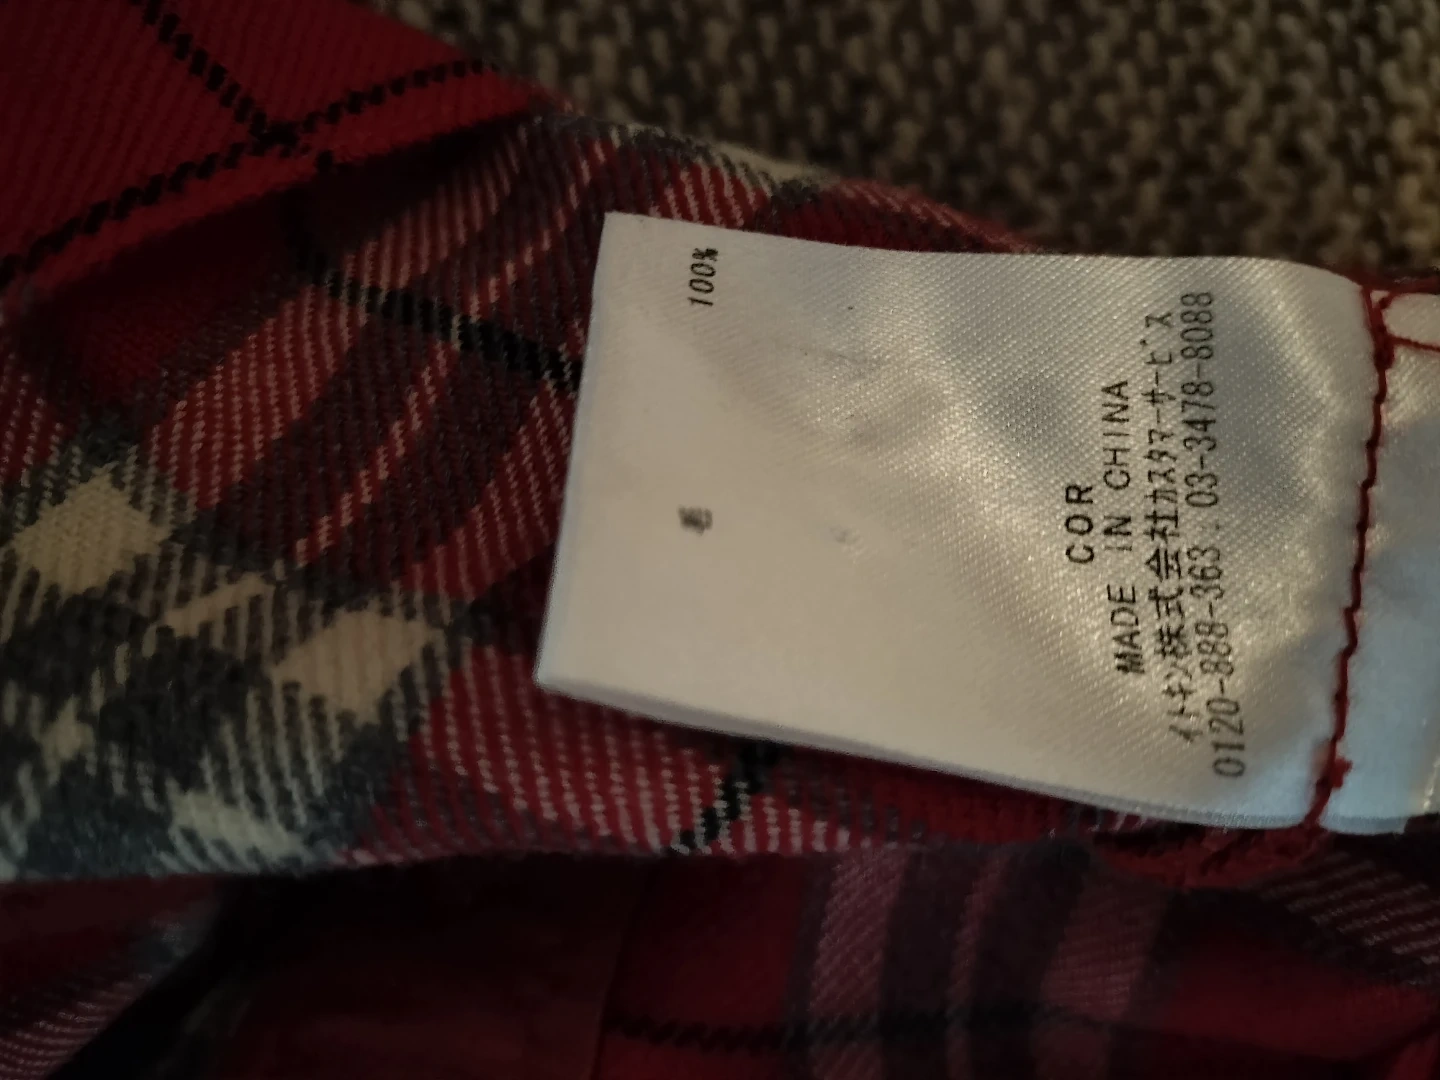 毛 100%
COR
MADE IN CHINA
イトキン株式会社カスタマーサービス
0120-888-363.03-3478-8088